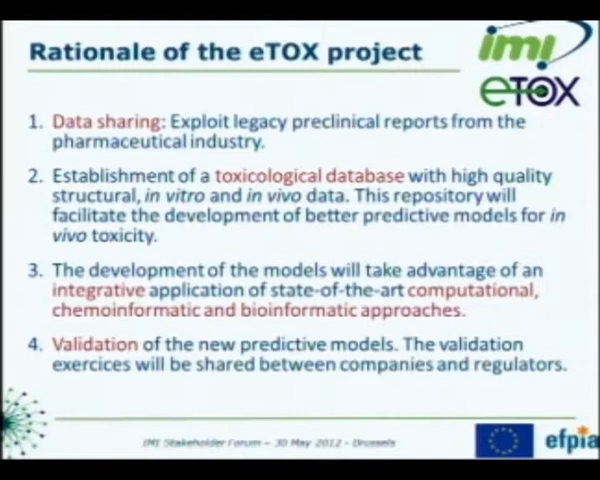 Rationale of the eTOX project
imi
eTOX
1. Data sharing: Exploit legacy preclinical reports from the
pharmaceutical industry.
2. Establishment of a toxicological database with high quality
structural, in vitro and in vivo data. This repository will
facilitate the development of better predictive models for in
vivo toxicity.
3. The development of the models will take advantage of an
integrative application of state-of-the-art computational,
chemoinformatic and bioinformatic approaches.
4. Validation of the new predictive models. The validation
exercices will be shared between companies and regulators.
IMI Stakeholder Forum – 30 May 2012 - Brussels
efpia